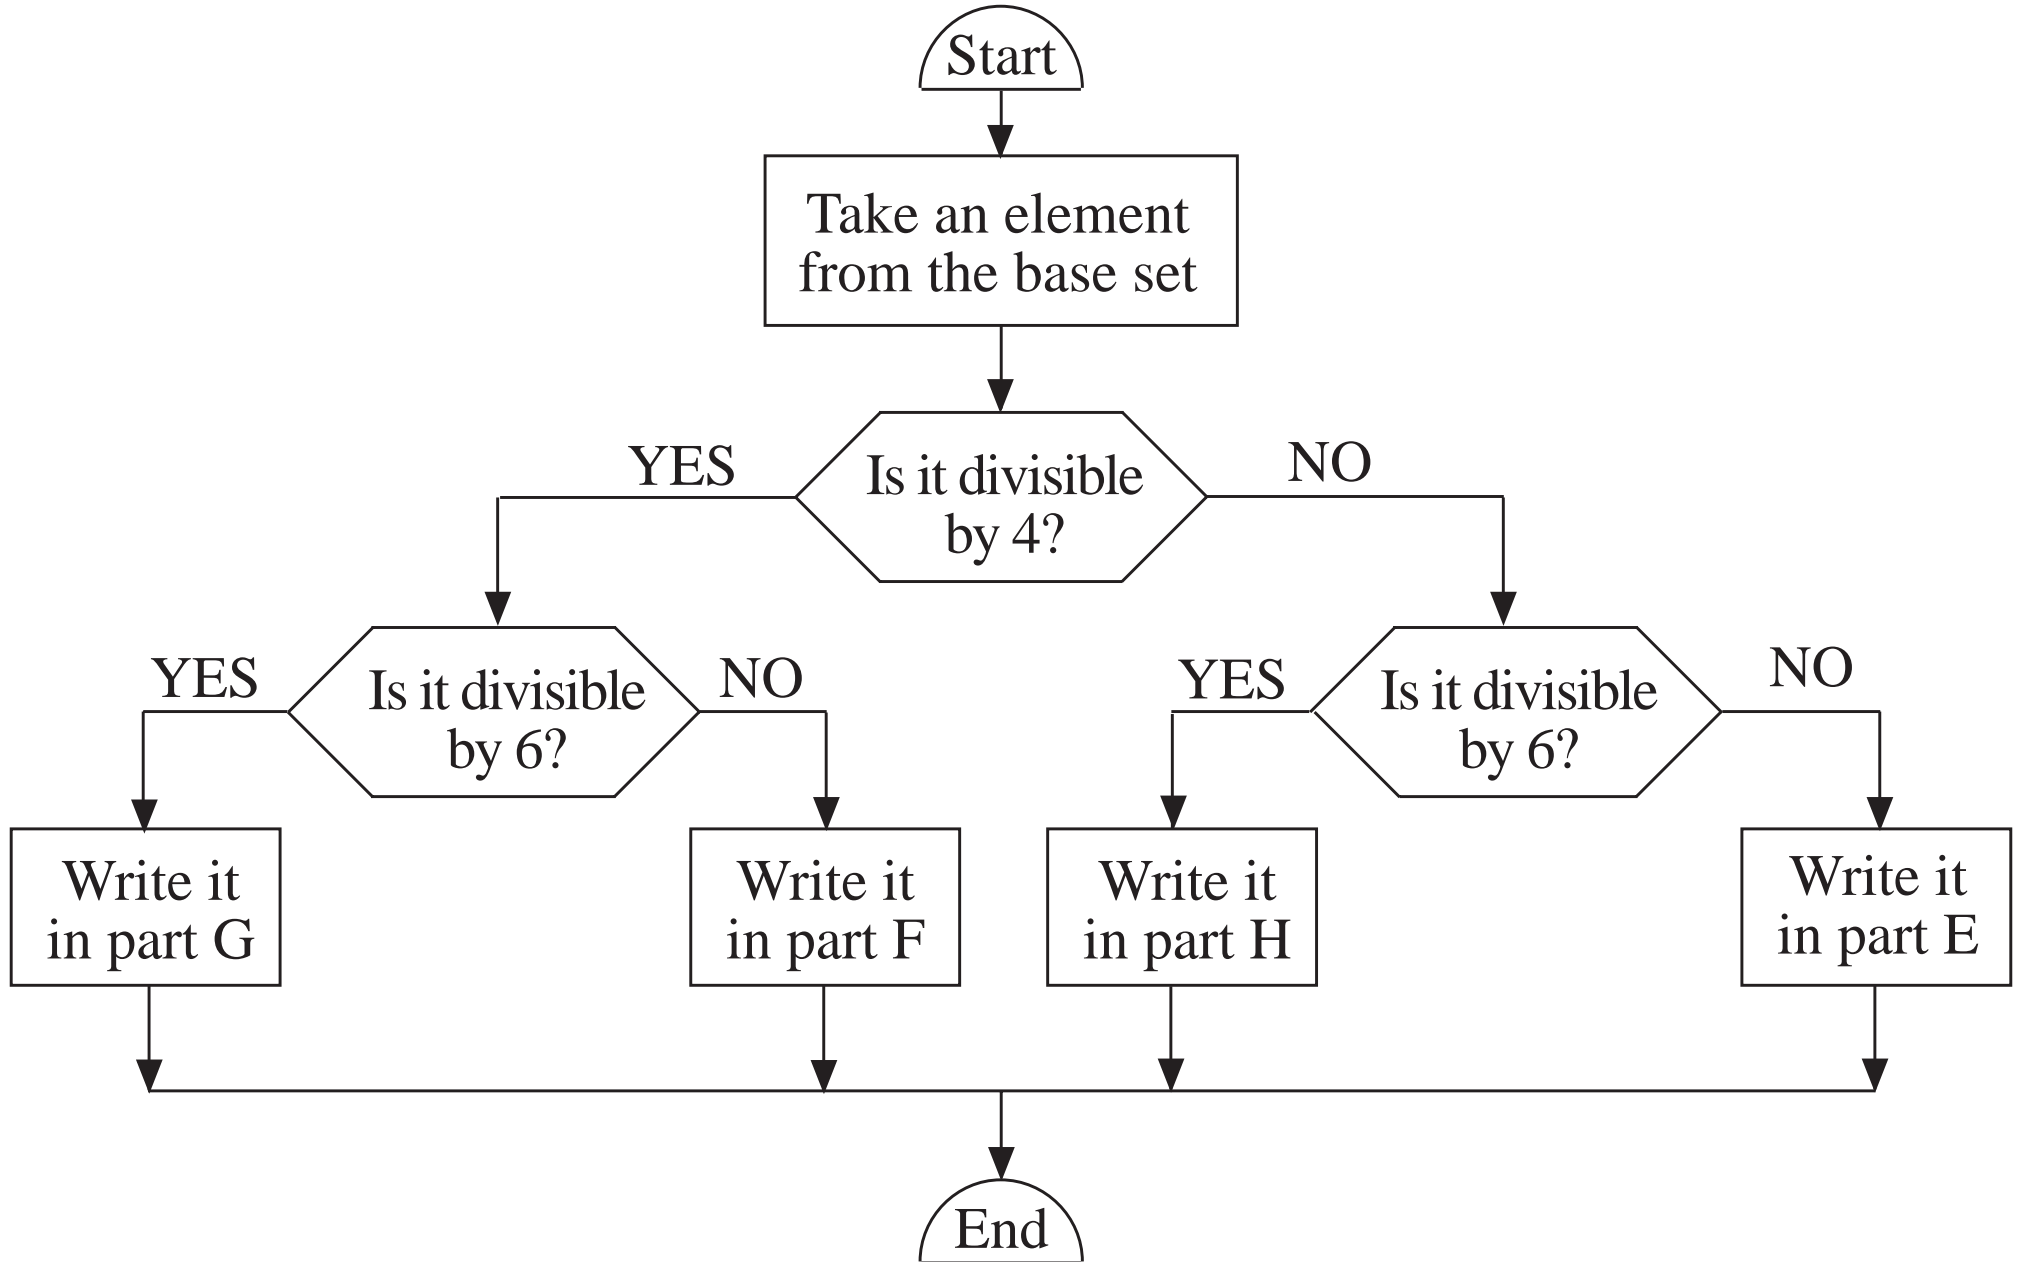 Start
Take an element
from the base set
YES
NO
Is it divisible
by 4?
YES
Is it divisible
by 6?
NO
YES
Is it divisible
by 6?
NO
Write it
in part G
Write it
in part F
Write it
in part H
Write it
in part E
End